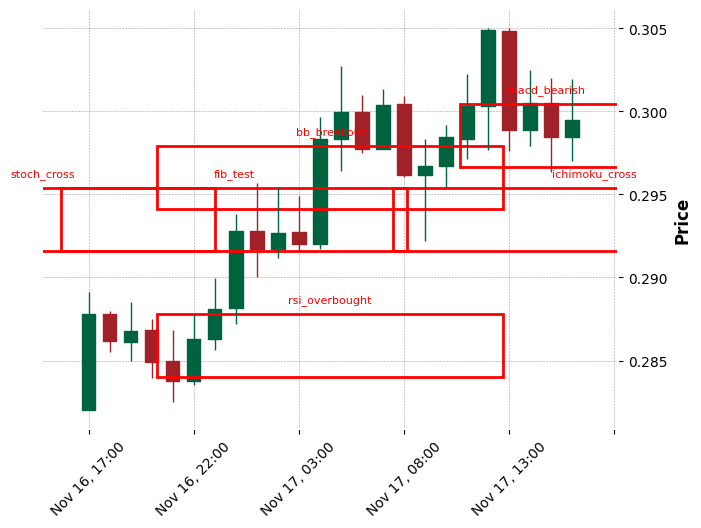 0.305
macd_bearish
0.300
bb_breakout
stoch_cross
fib_test
ichimoku_cross
0.295
Price
0.290
rsi_overbought
0.285
Nov 16, 17:00
Nov 16, 22:00
Nov 17, 03:00
Nov 17, 08:00
Nov 17, 13:00